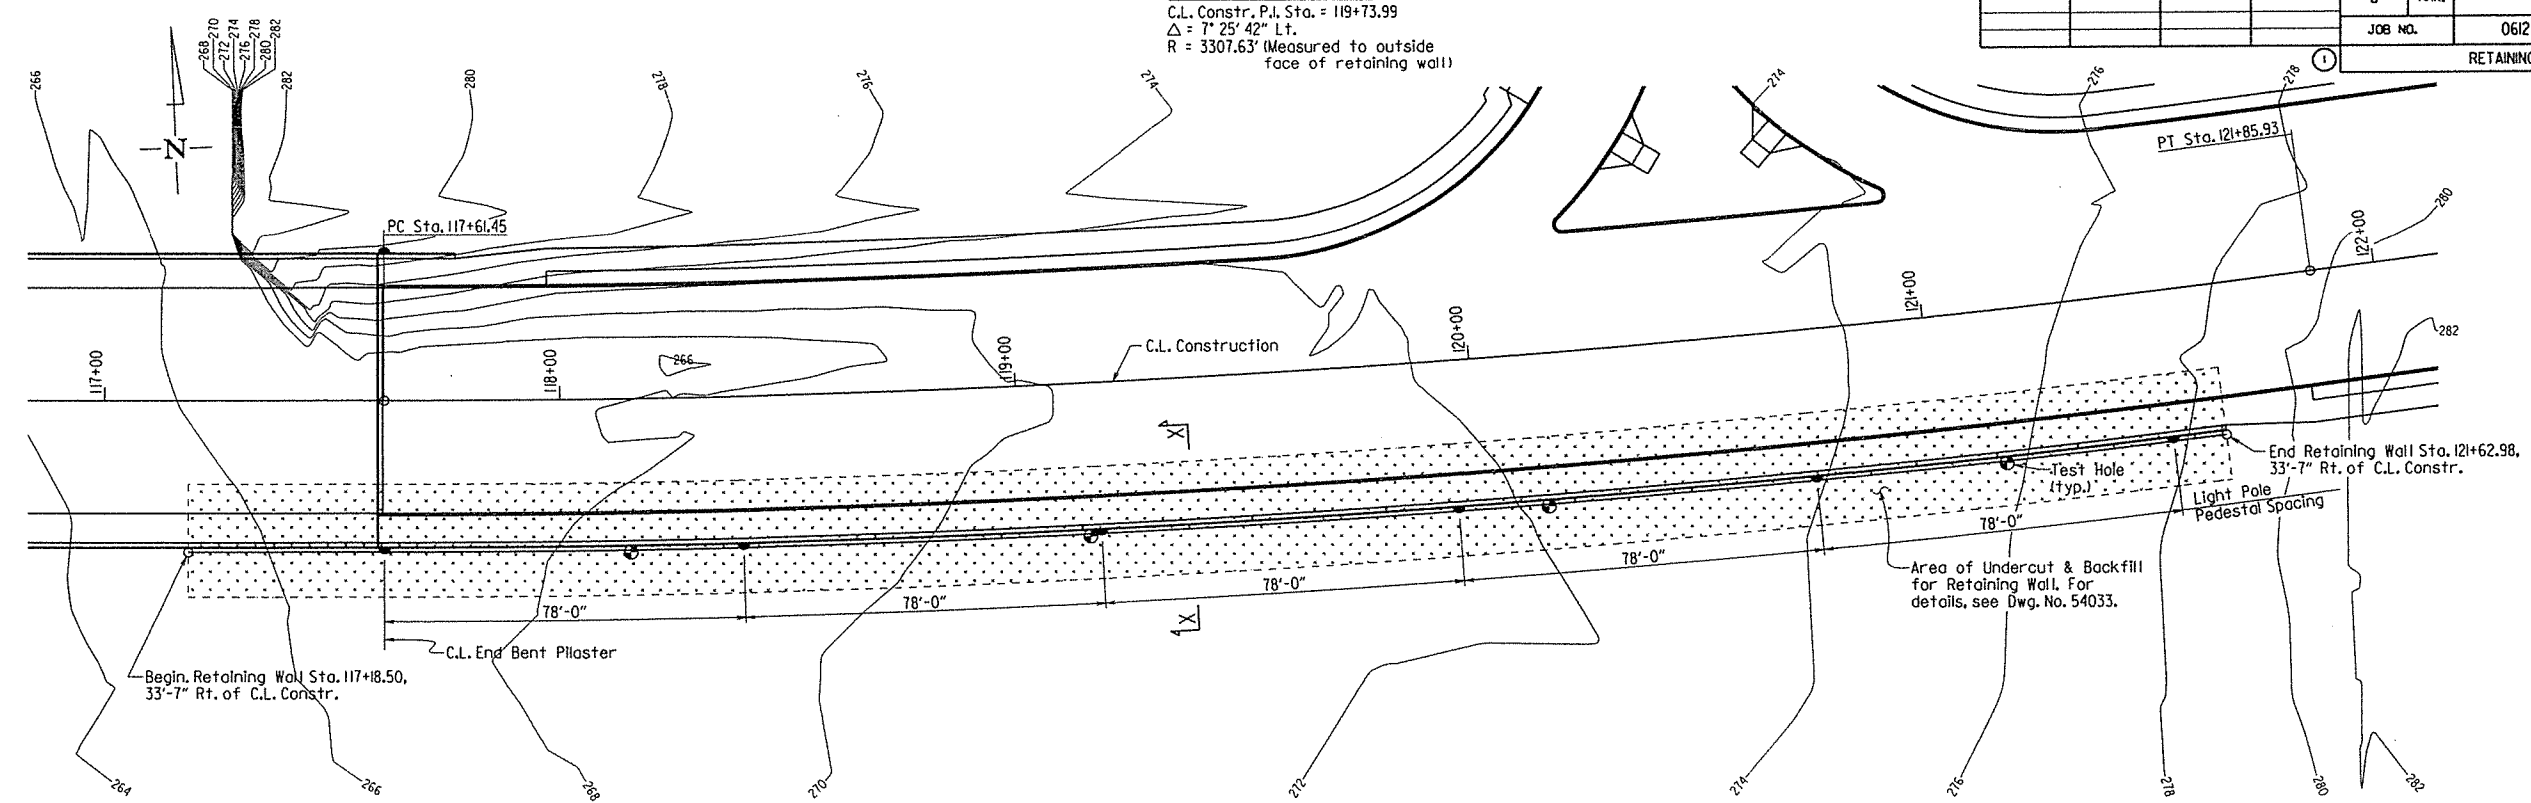 C.L. Constr. P.I. Sta. = 119+73.99
Δ = 7° 25' 42" Lt.
R = 3307.63' (Measured to outside
face of retaining wall)
JOB NO.
0612
1
RETAINING
266
268
270
272
274
276
278
280
282
282
280
278
276
274
274
276
278
N
PT Sta. 121+85.93
PC Sta. 117+61.45
280
282
117+00
118+00
119+00
120+00
121+00
122+00
266
C.L. Construction
X
X
End Retaining Wall Sta. 121+62.98,
33'-7" Rt. of C.L. Constr.
Test Hole
(typ.)
Light Pole
Pedestal Spacing
78'-0"
78'-0"
78'-0"
78'-0"
78'-0"
Area of Undercut & Backfill
for Retaining Wall. For
details, see Dwg. No. 54033.
C.L. End Bent Pilaster
Begin. Retaining Wall Sta. 117+18.50,
33'-7" Rt. of C.L. Constr.
264
266
268
270
272
274
276
278
280
282